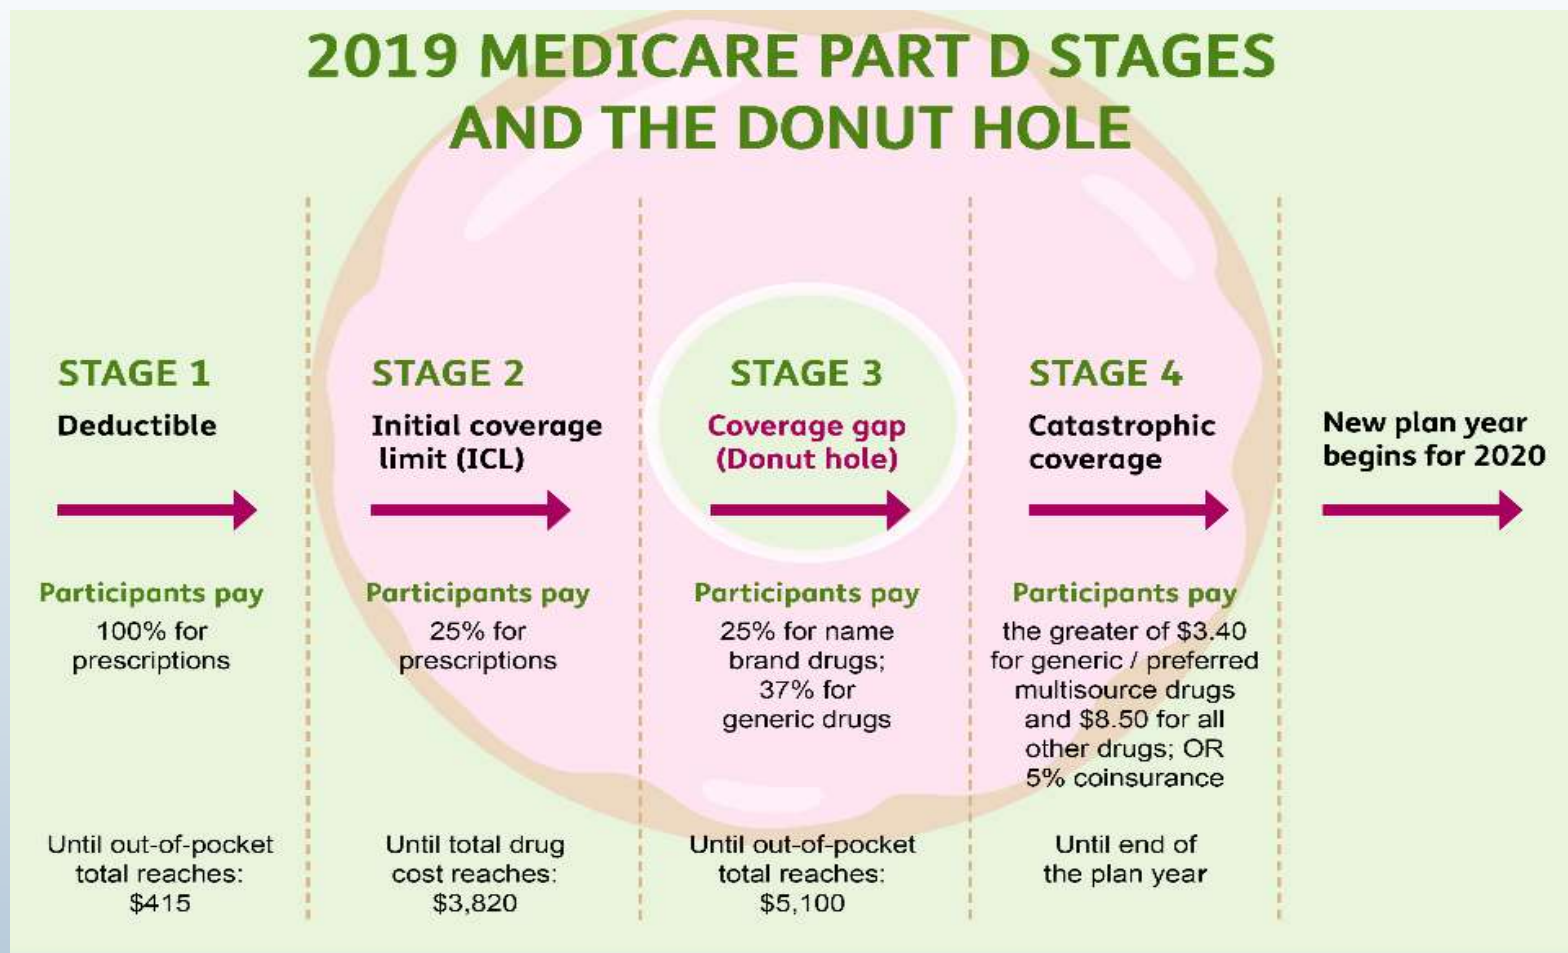 2019 MEDICARE PART D STAGES
AND THE DONUT HOLE
STAGE 1
Deductible
Participants pay
100% for
prescriptions
Until out-of-pocket
total reaches:
$415
STAGE 2
Initial coverage
limit (ICL)
Participants pay
25% for
prescriptions
Until total drug
cost reaches:
$3,820
STAGE 3
Coverage gap
(Donut hole)
Participants pay
25% for name
brand drugs;
37% for
generic drugs
Until out-of-pocket
total reaches:
$5,100
STAGE 4
Catastrophic
coverage
Participants pay
the greater of $3.40
for generic / preferred
multisource drugs
and $8.50 for all
other drugs; OR
5% coinsurance
Until end of
the plan year
New plan year
begins for 2020